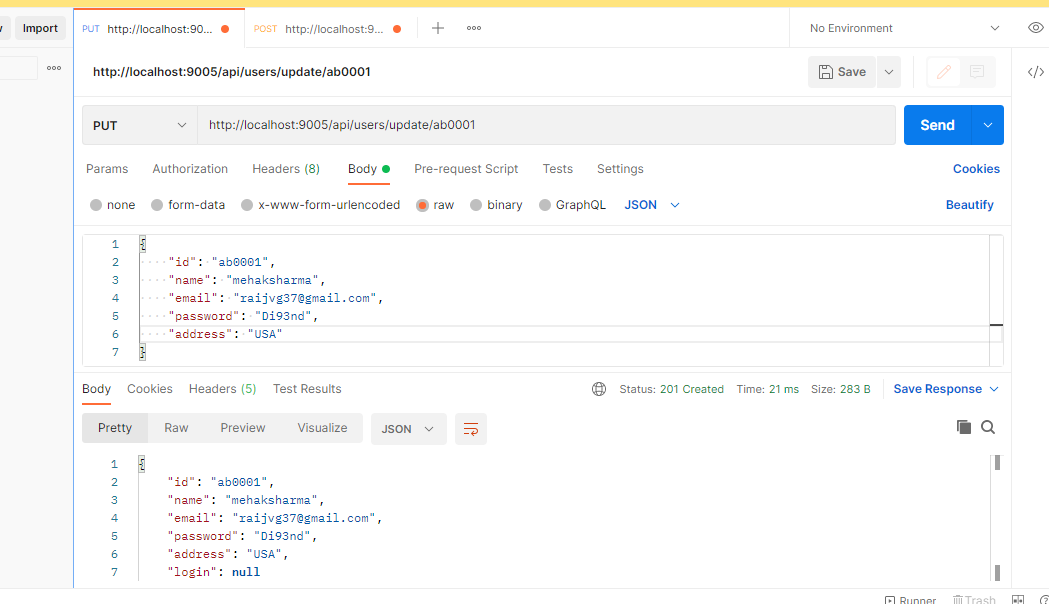 Import
PUT http://localhost:90...
POST http://localhost:9...
No Environment
http://localhost:9005/api/users/update/ab0001
Save
PUT
http://localhost:9005/api/users/update/ab0001
Send
Params Authorization Headers (8) Body Pre-request Script Tests Settings Cookies
none form-data x-www-form-urlencoded raw binary GraphQL JSON Beautify
1 {
2 "id": "ab0001",
3 "name": "mehaksharma",
4 "email": "raijvg37@gmail.com",
5 "password": "Di93nd",
6 "address": "USA"
7 }
Body Cookies Headers (5) Test Results Status: 201 Created Time: 21 ms Size: 283 B Save Response
Pretty Raw Preview Visualize JSON
1 {
2 "id": "ab0001",
3 "name": "mehaksharma",
4 "email": "raijvg37@gmail.com",
5 "password": "Di93nd",
6 "address": "USA",
7 "login": null
Runner Trash